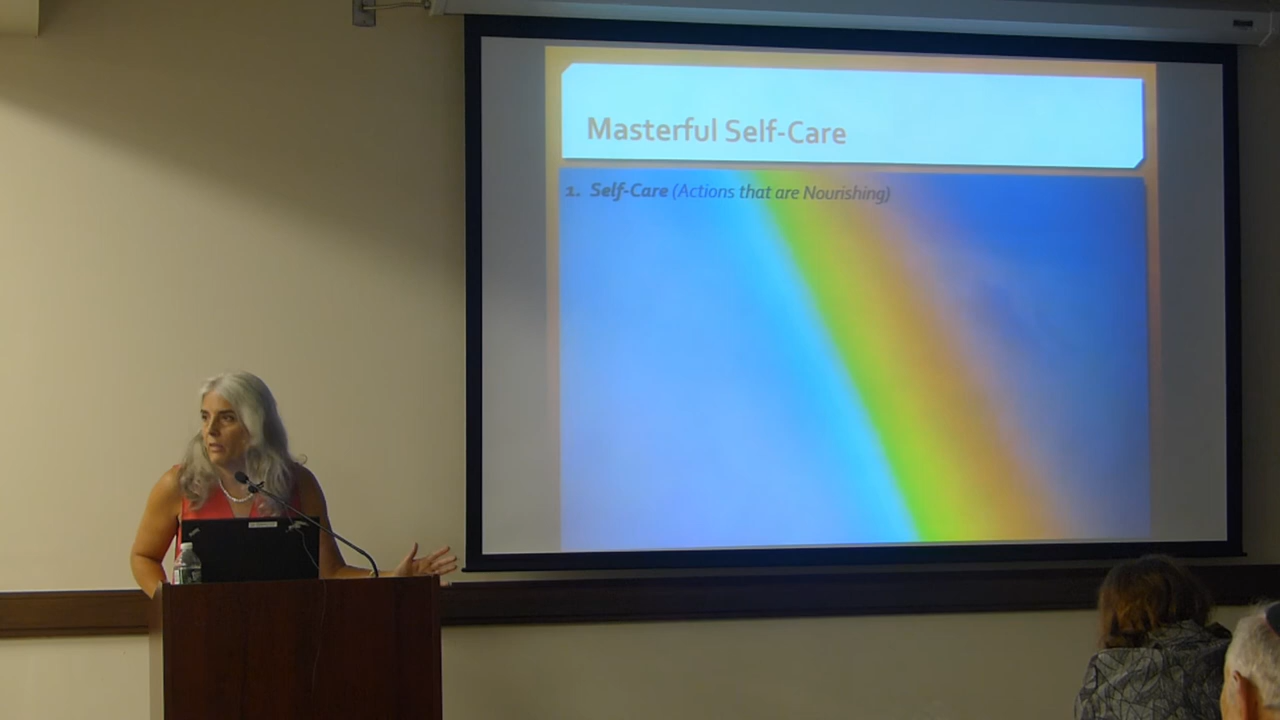 Masterful Self-Care
1. Self-Care (Actions that are Nourishing)